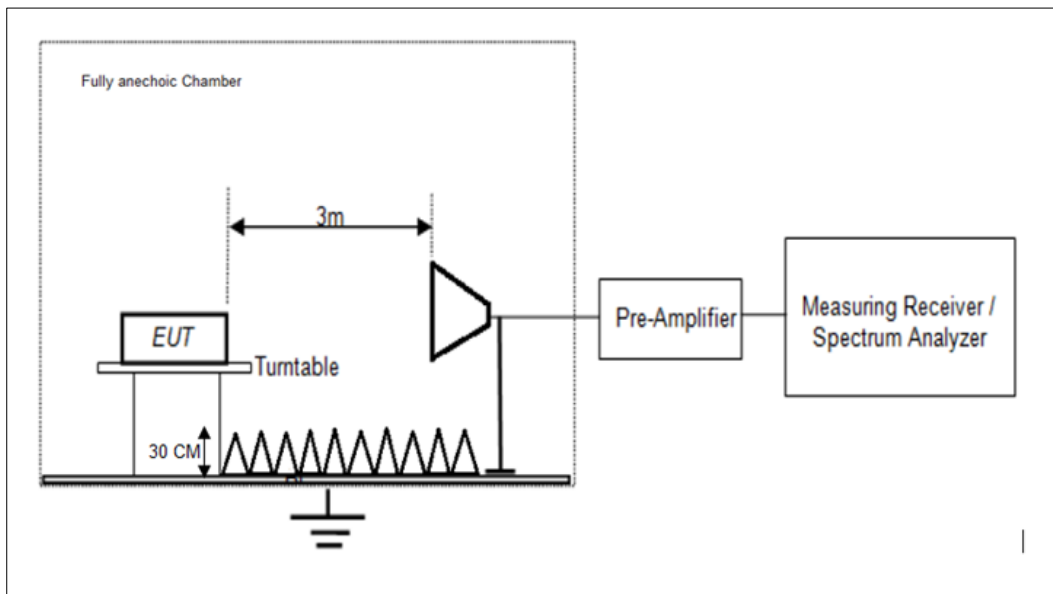 Fully anechoic Chamber
3m
EUT
Turntable
30 CM
Pre-Amplifier
Measuring Receiver /
Spectrum Analyzer